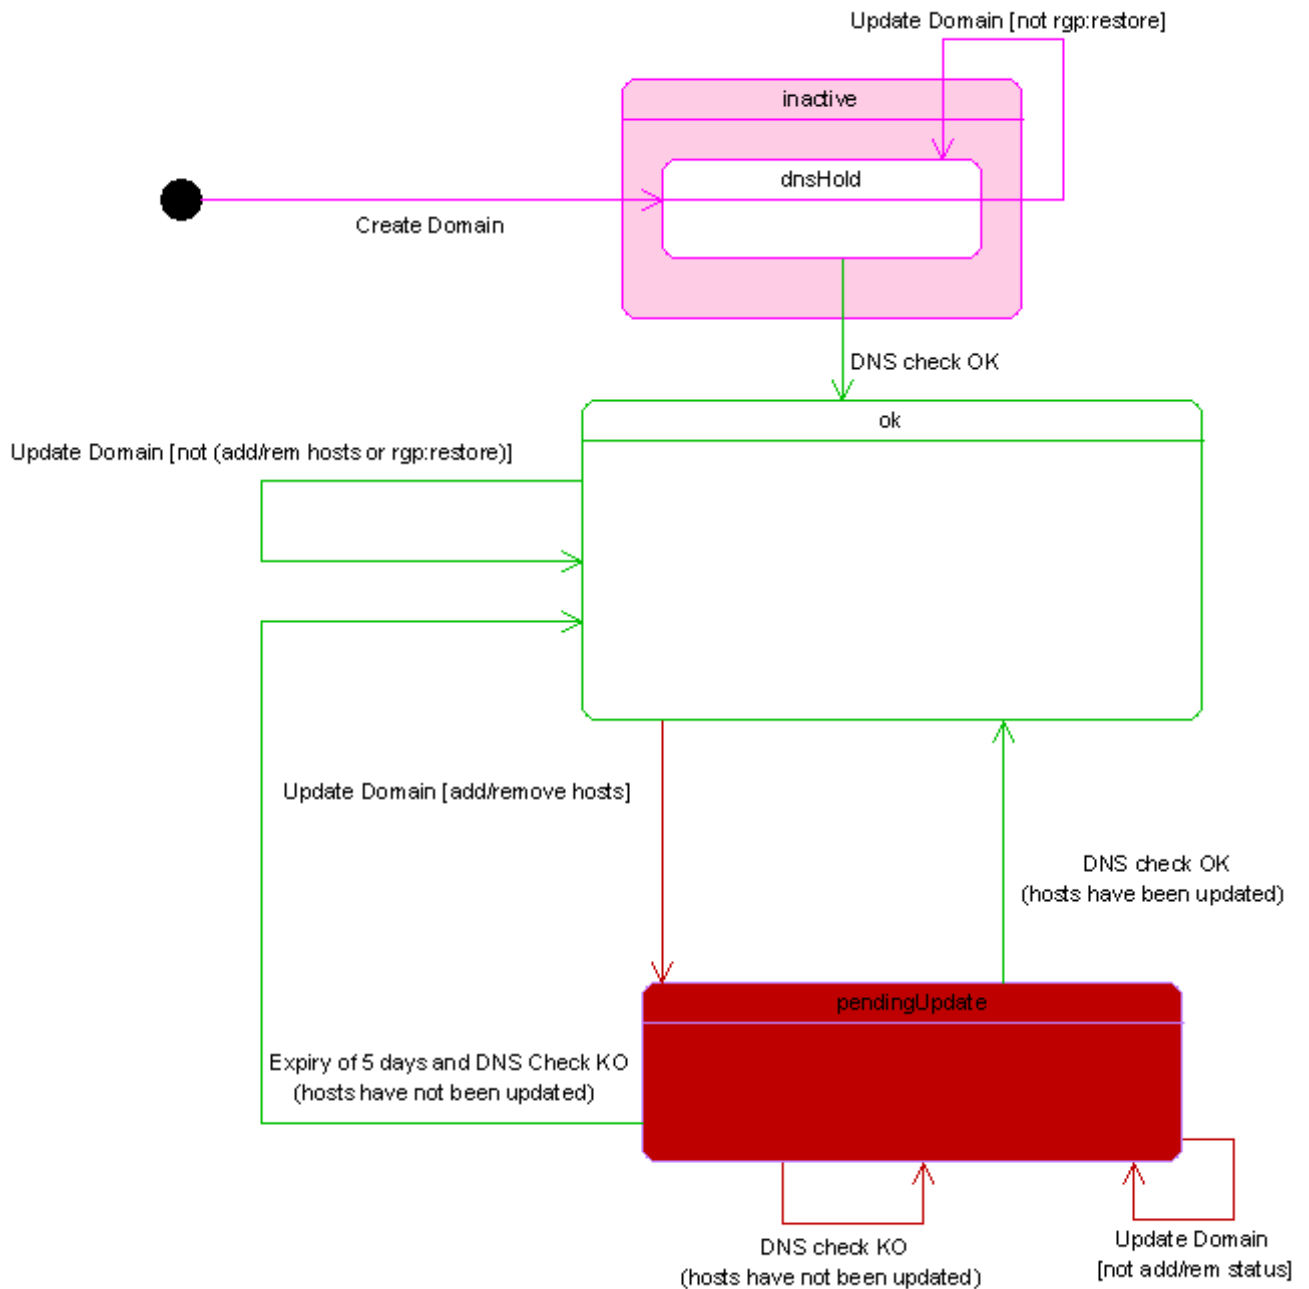 Update Domain [not rgp:restore]
inactive
dnsHold
Create Domain
DNS check OK
ok
Update Domain [not (add/rem hosts or rgp:restore)]
Update Domain [add/remove hosts]
DNS check OK
(hosts have been updated)
pendingUpdate
Expiry of 5 days and DNS Check KO
(hosts have not been updated)
DNS check KO
(hosts have not been updated)
Update Domain
[not add/rem status]